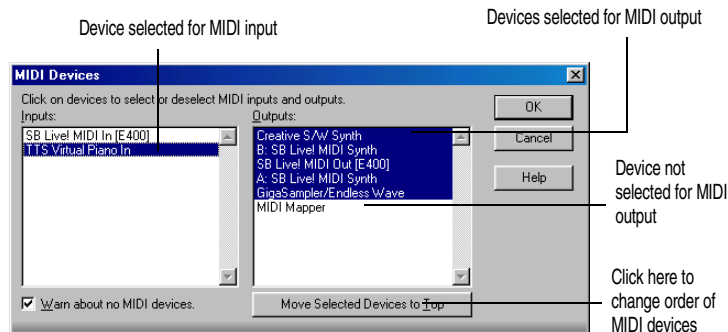 Device selected for MIDI input
Devices selected for MIDI output
MIDI Devices
Click on devices to select or deselect MIDI inputs and outputs.
Inputs:
Outputs:
SB Live! MIDI In [E400]
TTS Virtual Piano In
Creative S/W Synth
B: SB Live! MIDI Synth
SB Live! MIDI Out [E400]
A: SB Live! MIDI Synth
GigaSampler/Endless Wave
MIDI Mapper
OK
Cancel
Help
Device not
selected for MIDI
output
Warn about no MIDI devices.
Move Selected Devices to Top
Click here to
change order of
MIDI devices